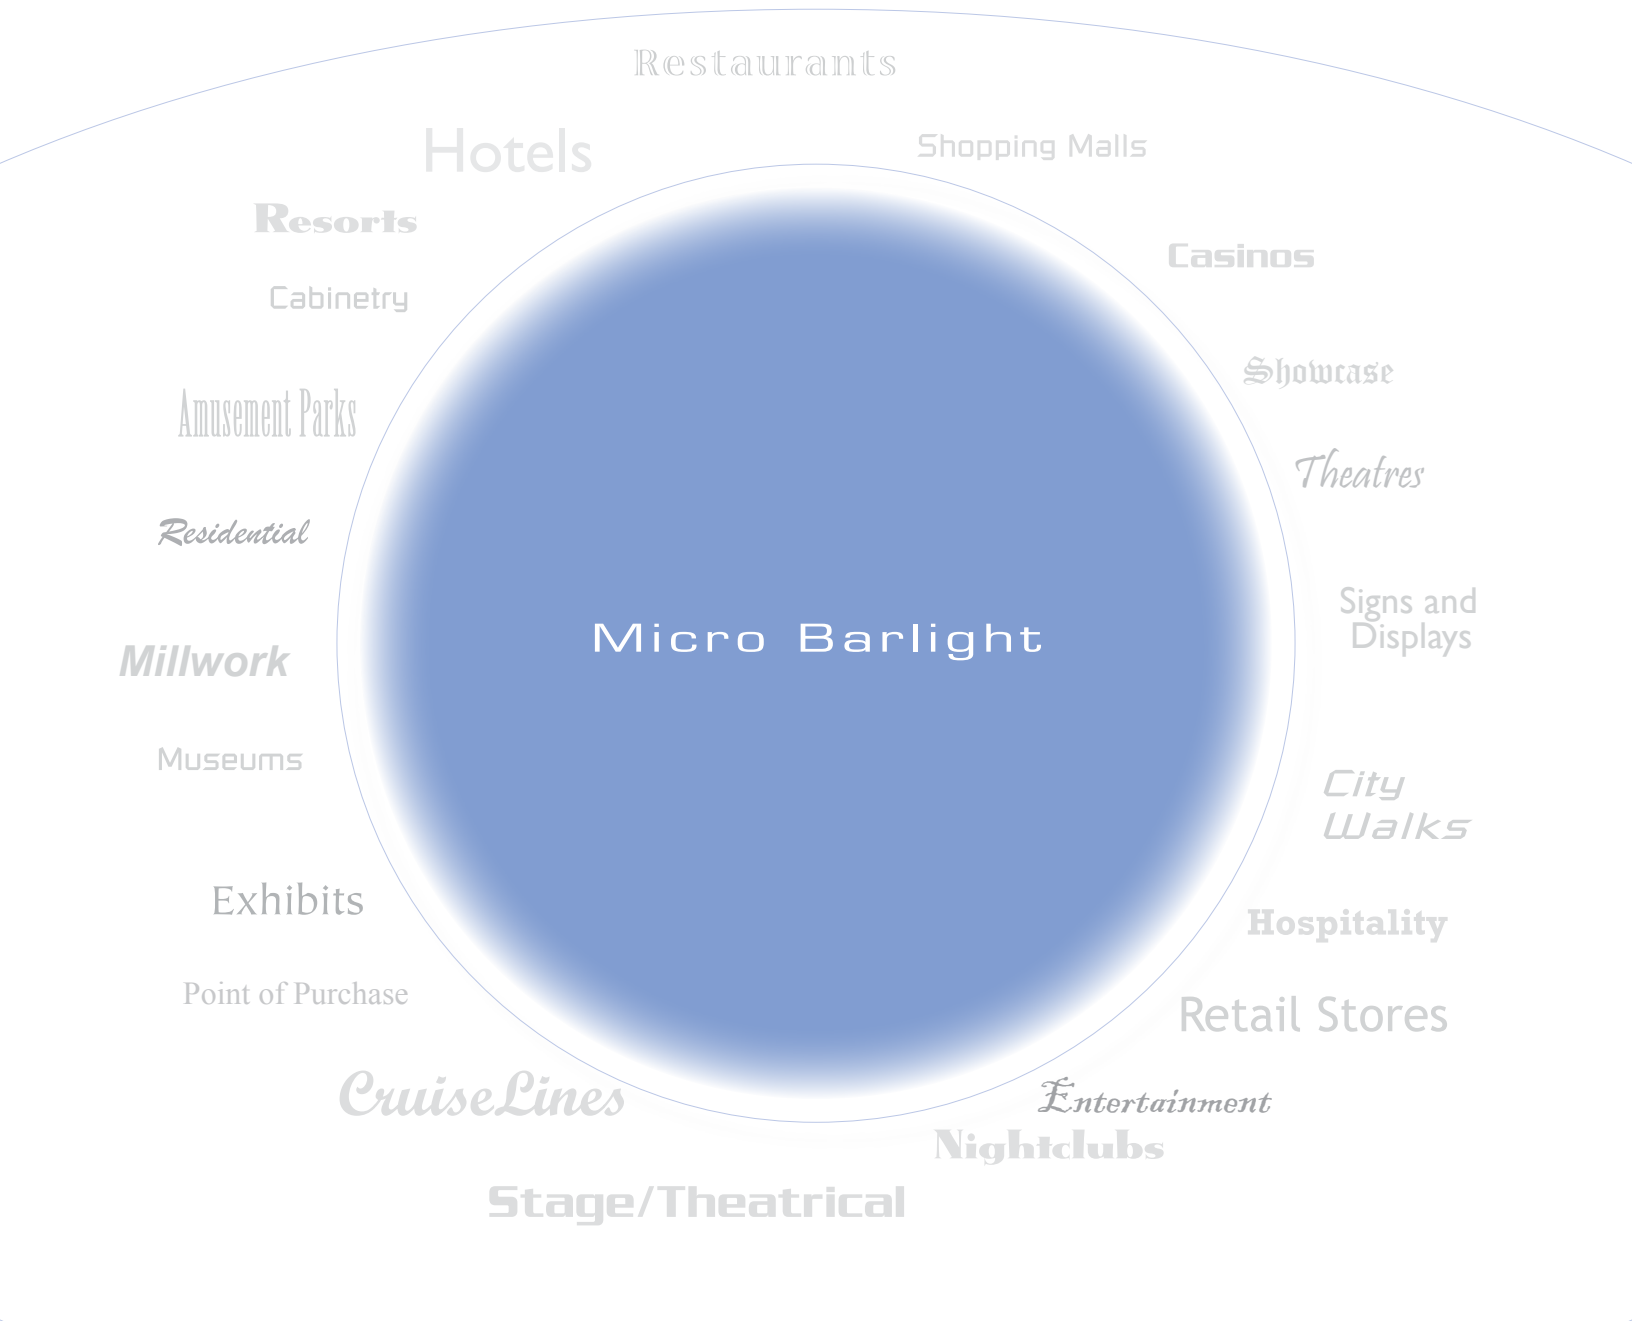 Restaurants
Hotels
Shopping Malls
Resorts
Casinos
Cabinetry
Showcase
Amusement Parks
Theatres
Residential
Signs and
Displays
Micro Barlight
Millwork
Museums
City
Walks
Exhibits
Hospitality
Point of Purchase
Retail Stores
CruiseLines
Entertainment
Nightclubs
Stage/Theatrical